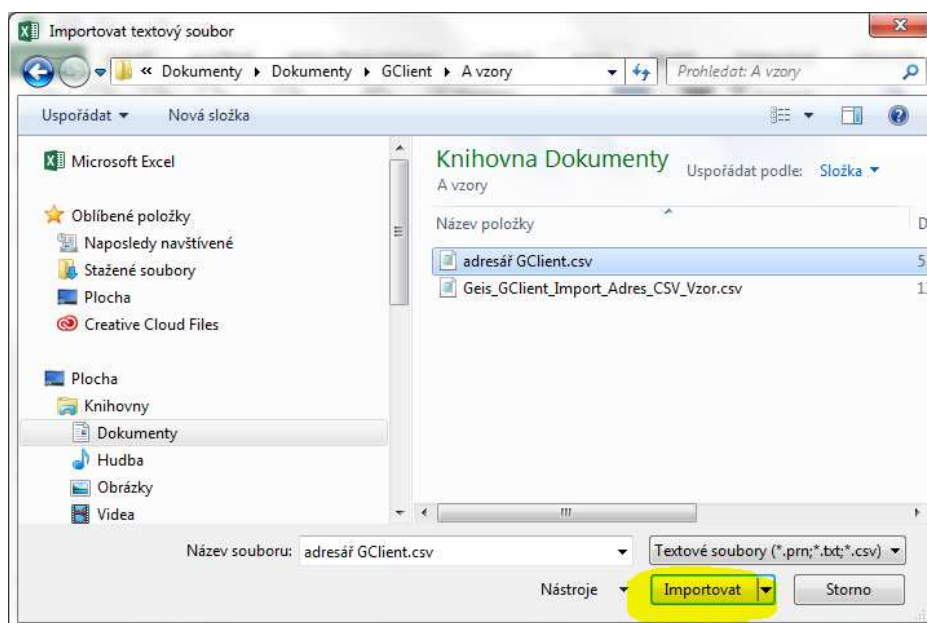 Importovat textový soubor
« Dokumenty ▸ Dokumenty ▸ GClient ▸ A vzory
Prohledat: A vzory
Uspořádat Nová složka
Microsoft Excel
Oblíbené položky
Naposledy navštívené
Stažené soubory
Plocha
Creative Cloud Files
Plocha
Knihovny
Dokumenty
Hudba
Obrázky
Videa
Knihovna Dokumenty
A vzory
Uspořádat podle: Složka
Název položky D
adresář GClient.csv 5
Geis_GClient_Import_Adres_CSV_Vzor.csv 1
Název souboru: adresář GClient.csv
Textové soubory (*.prn;*.txt;*.csv)
Nástroje Importovat Storno